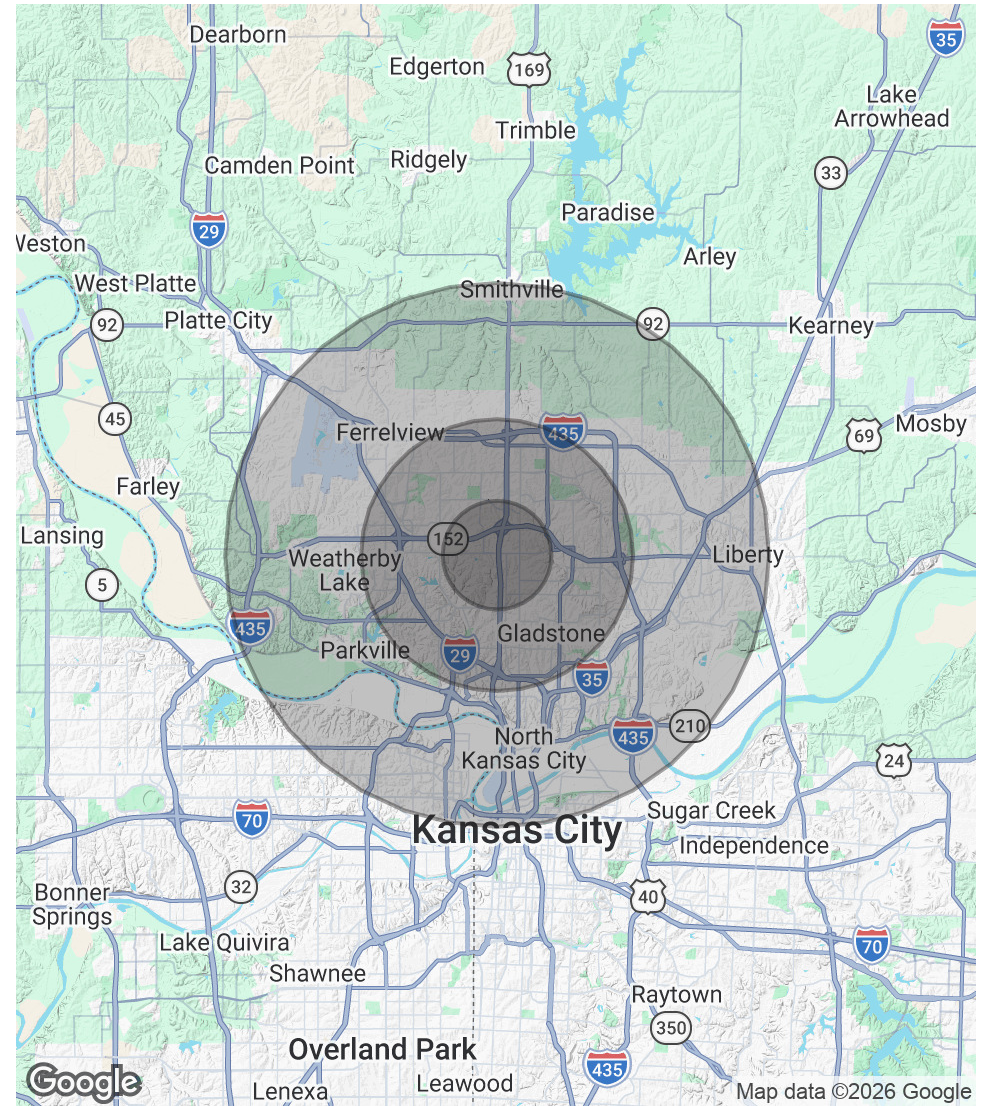 Dearborn
35
Edgerton
169
Lake
Arrowhead
Trimble
Ridgely
Camden Point
33
Paradise
29
Weston
Arley
West Platte
Smithville
92
Platte City
92
Kearney
45
Ferrelview
435
69
Mosby
Farley
Lansing
152
Weatherby
Lake
Liberty
5
435
Gladstone
Parkville
29
35
210
North
Kansas City
435
24
Sugar Creek
70
Kansas City
Independence
Bonner
Springs
32
40
Lake Quivira
70
Shawnee
Raytown
350
Overland Park
435
Google
Lenexa
Leawood
Map data ©2026 Google